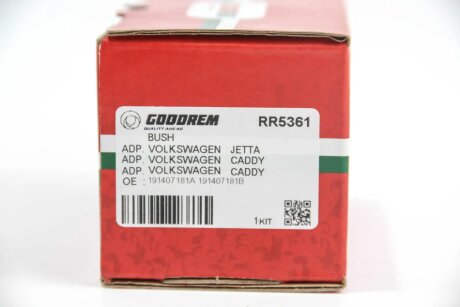 GOODREM RR5361
QUALITY AHEAD
BUSH
ADP. VOLKSWAGEN JETTA
ADP. VOLKSWAGEN CADDY
ADP. VOLKSWAGEN CADDY
OE : 191407181A 191407181B
1 KIT